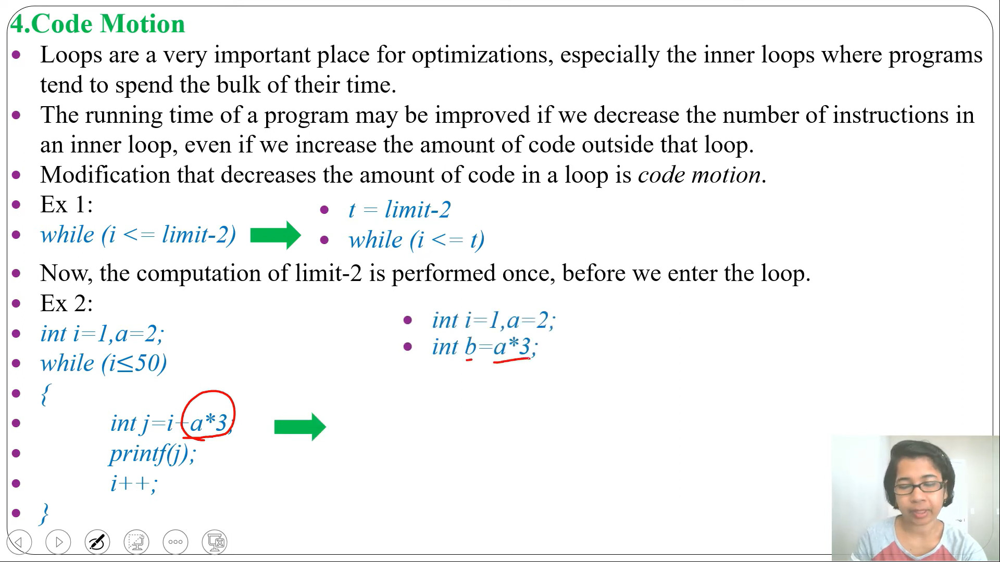 4.Code Motion
Loops are a very important place for optimizations, especially the inner loops where programs
tend to spend the bulk of their time.
The running time of a program may be improved if we decrease the number of instructions in
an inner loop, even if we increase the amount of code outside that loop.
Modification that decreases the amount of code in a loop is code motion.
Ex 1:
while (i <= limit-2)
t = limit-2
while (i <= t)
Now, the computation of limit-2 is performed once, before we enter the loop.
Ex 2:
int i=1,a=2;
while (i≤50)
{
int j=i-a*3;
printf(j);
i++;
}
int i=1,a=2;
int b=a*3;